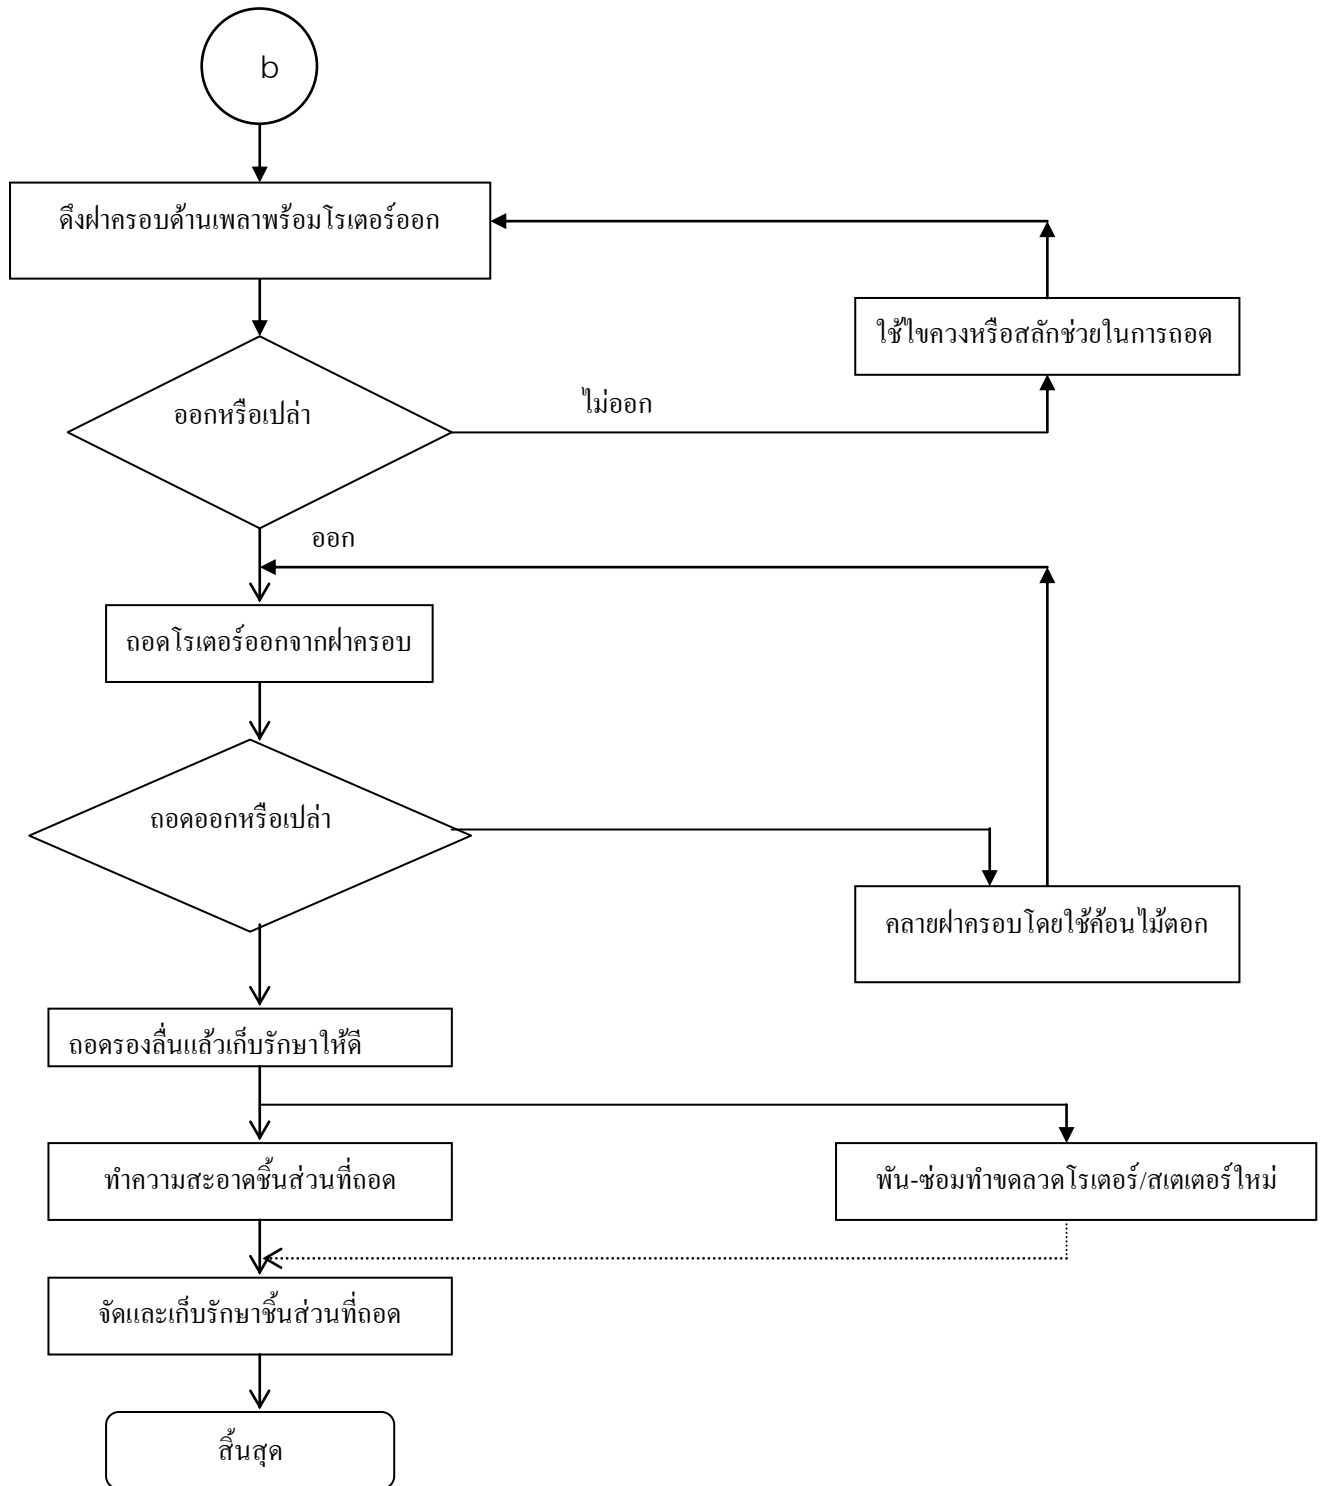 b
ดึงฝาครอบด้านเพลาพร้อมโรเตอร์ออก
ใช้ไขควงหรือสลักช่วยในการถอด
ออกหรือเปล่า
ไม่ออก
ออก
ถอดโรเตอร์ออกจากฝาครอบ
ถอดออกหรือเปล่า
คลายฝาครอบโดยใช้ค้อนไม้ตอก
ถอดรองลื่นแล้วเก็บรักษาให้ดี
ทำความสะอาดชิ้นส่วนที่ถอด
พัน-ซ่อมทำขดลวดโรเตอร์/สเตเตอร์ใหม่
จัดและเก็บรักษาชิ้นส่วนที่ถอด
สิ้นสุด